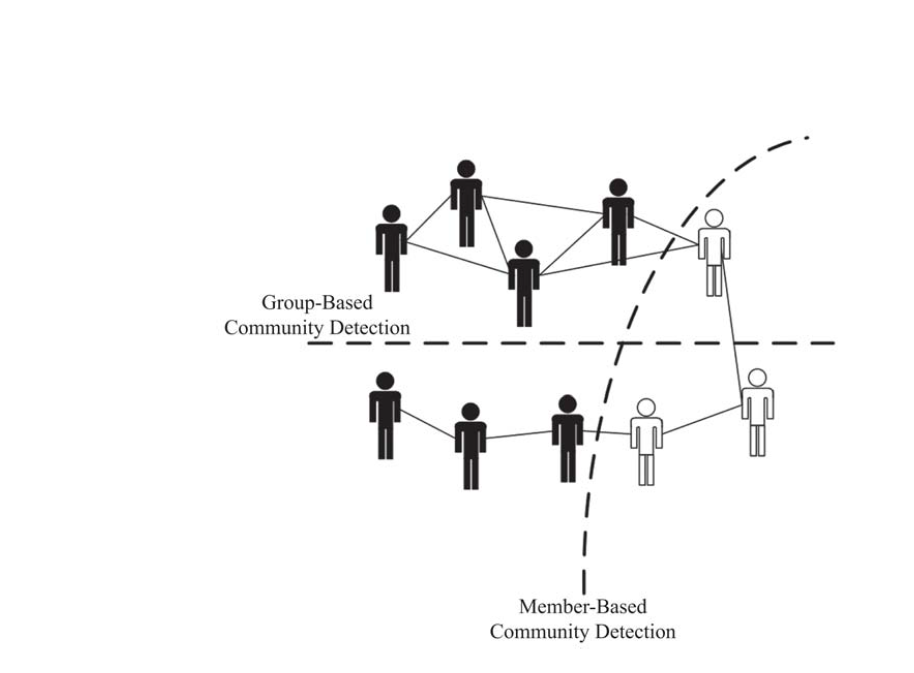 Group-Based
Community Detection
Member-Based
Community Detection